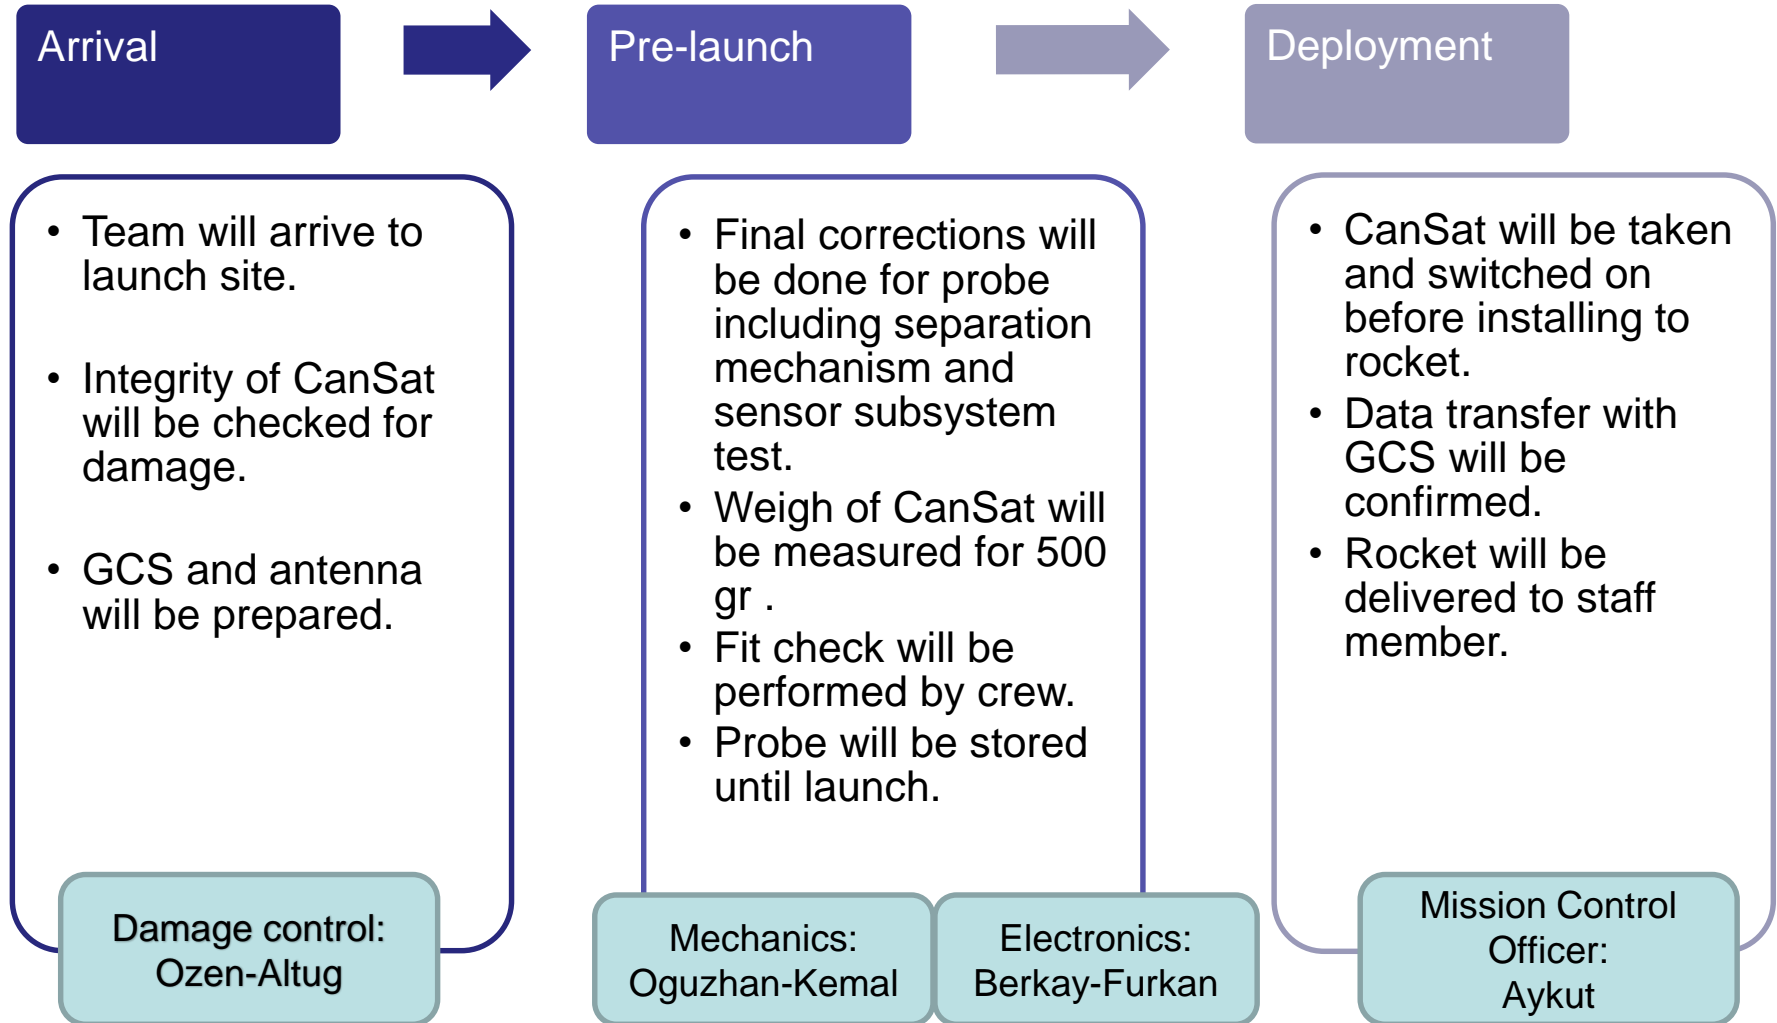 Arrival
Pre-launch
Deployment
• Team will arrive to
launch site.
• Integrity of CanSat
will be checked for
damage.
• GCS and antenna
will be prepared.
Damage control:
Ozen-Altug
• Final corrections will
be done for probe
including separation
mechanism and
sensor subsystem
test.
• Weigh of CanSat will
be measured for 500
gr .
• Fit check will be
performed by crew.
• Probe will be stored
until launch.
Mechanics:
Oguzhan-Kemal
Electronics:
Berkay-Furkan
• CanSat will be taken
and switched on
before installing to
rocket.
• Data transfer with
GCS will be
confirmed.
• Rocket will be
delivered to staff
member.
Mission Control
Officer:
Aykut